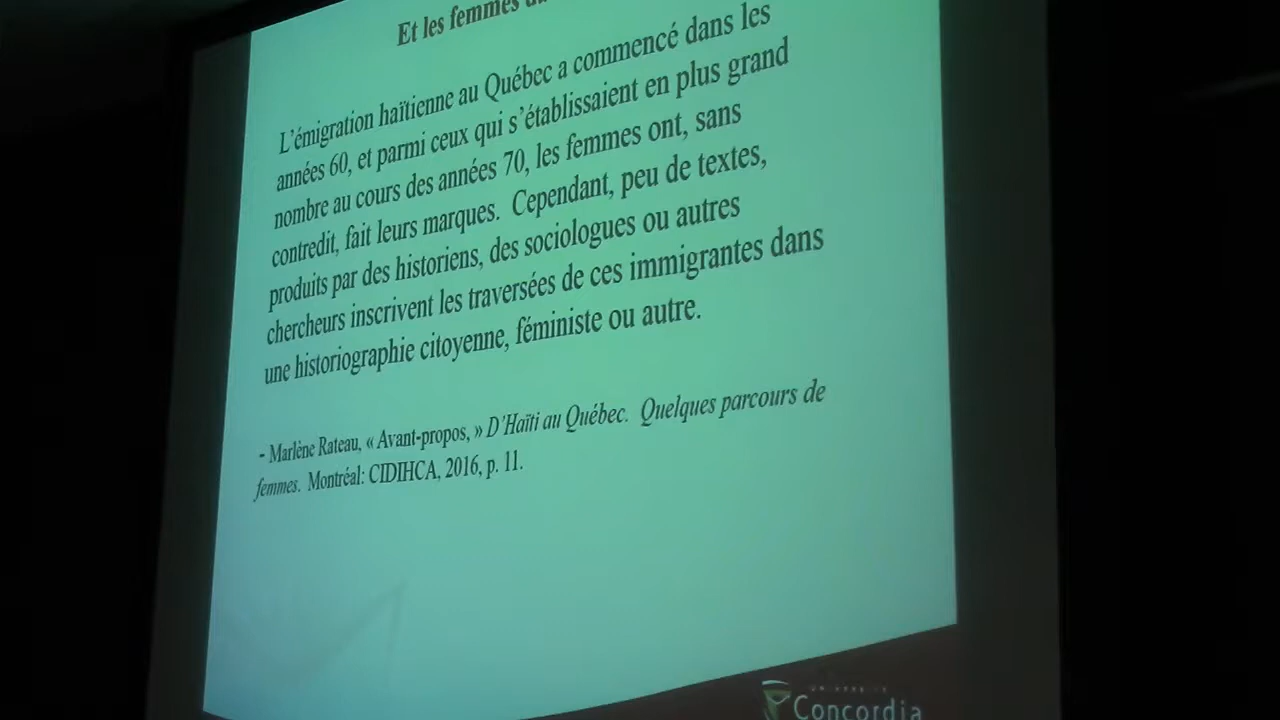 Et les femmes
L’émigration haïtienne au Québec a commencé dans les
années 60, et parmi ceux qui s’établissaient en plus grand
nombre au cours des années 70, les femmes ont, sans
contredit, fait leurs marques. Cependant, peu de textes,
produits par des historiens, des sociologues ou autres
chercheurs inscrivent les traversées de ces immigrantes dans
une historiographie citoyenne, féministe ou autre.
- Marlène Rateau, « Avant-propos, » D’Haïti au Québec. Quelques parcours de
femmes. Montréal: CIDIHCA, 2016, p. 11.
Concordia